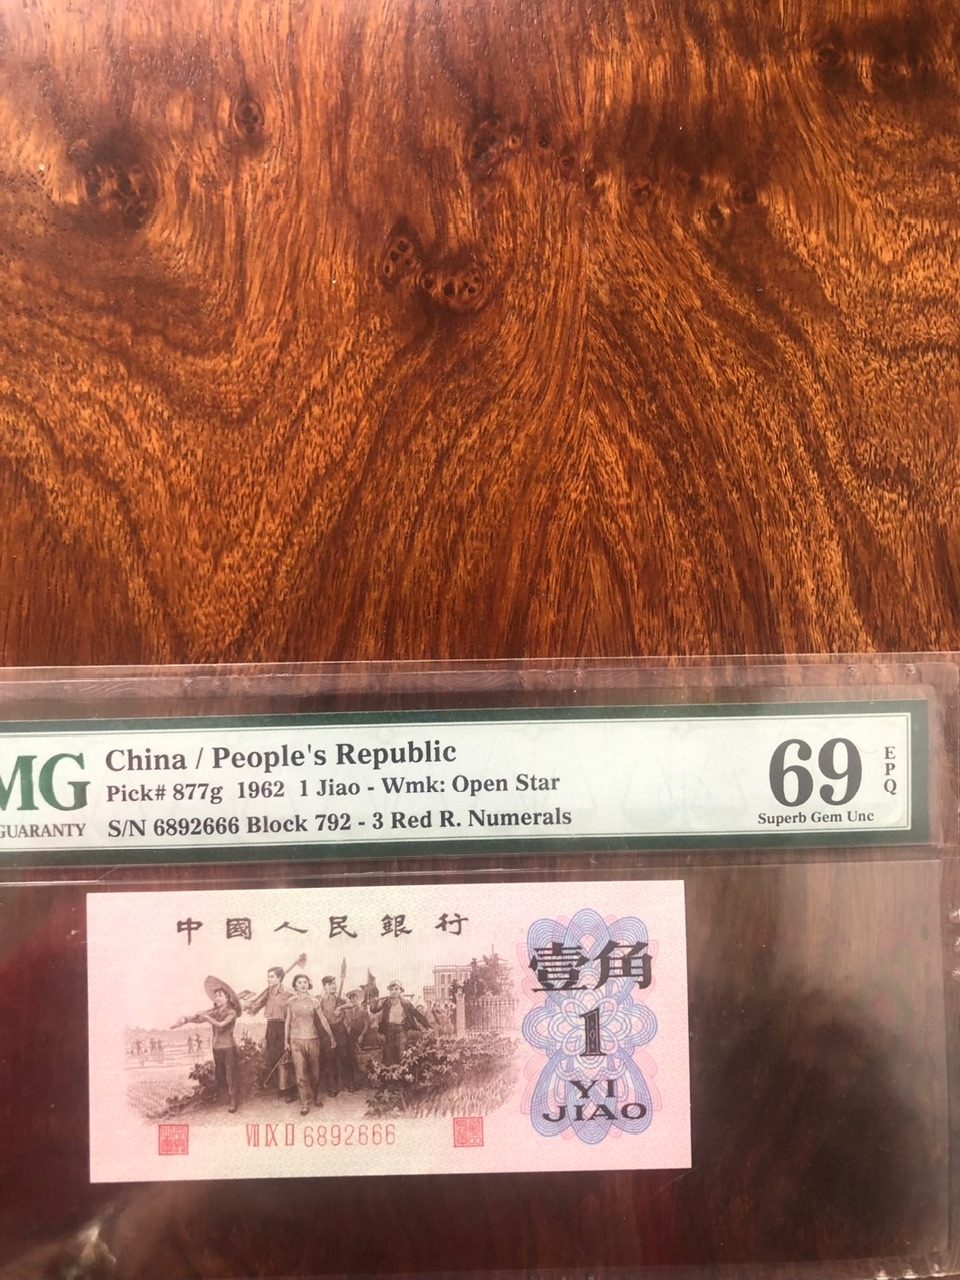 MG China / People's Republic
Pick# 877g 1962 1 Jiao - Wmk: Open Star
GUARANTY S/N 6892666 Block 792 - 3 Red R. Numerals
69 EPQ
Superb Gem Unc
中國人民銀行
壹角
1
YI
JIAO
VII IX II 6892666